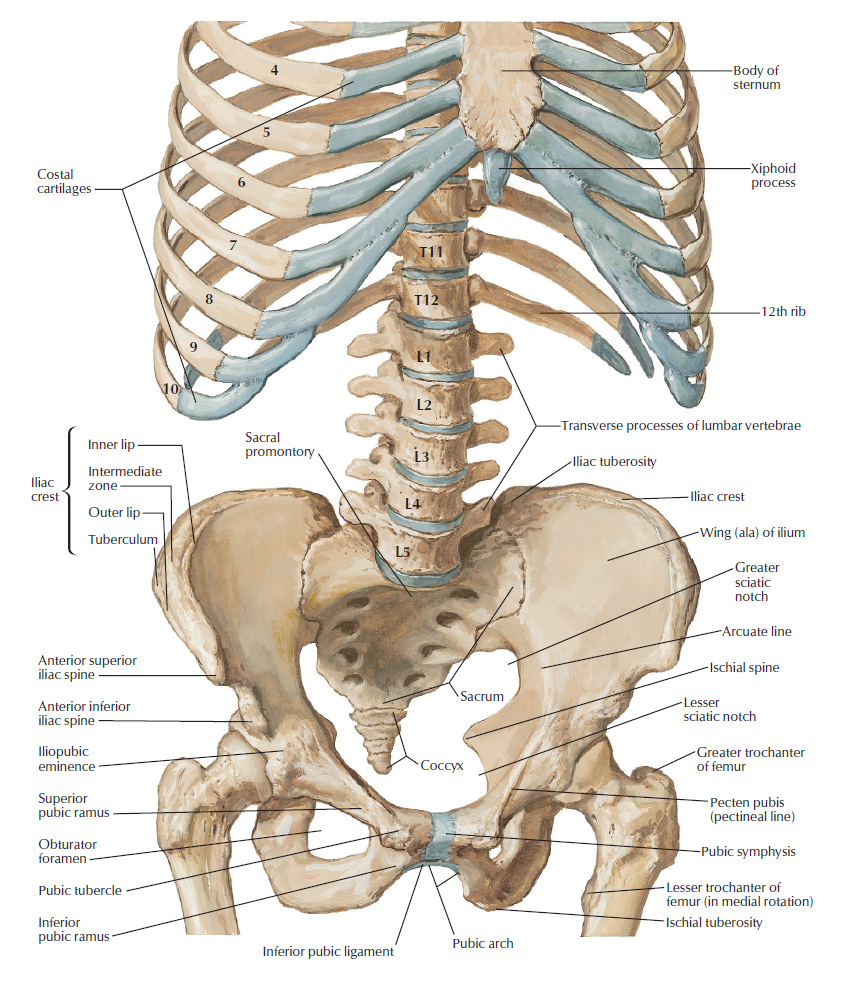 4
Body of
sternum
5
Costal
cartilages
6
Xiphoid
process
7
T11
8
T12
12th rib
9
L1
10
L2
Transverse processes of lumbar vertebrae
Iliac
crest
Inner lip
Intermediate
zone
Outer lip
Tuberculum
Sacral
promontory
L3
Iliac tuberosity
L4
Iliac crest
L5
Wing (ala) of ilium
Greater
sciatic
notch
Arcuate line
Anterior superior
iliac spine
Ischial spine
Sacrum
Anterior inferior
iliac spine
Lesser
sciatic notch
Iliopubic
eminence
Coccyx
Greater trochanter
of femur
Superior
pubic ramus
Pecten pubis
(pectineal line)
Obturator
foramen
Pubic symphysis
Pubic tubercle
Lesser trochanter of
femur (in medial rotation)
Inferior
pubic ramus
Ischial tuberosity
Inferior pubic ligament
Pubic arch